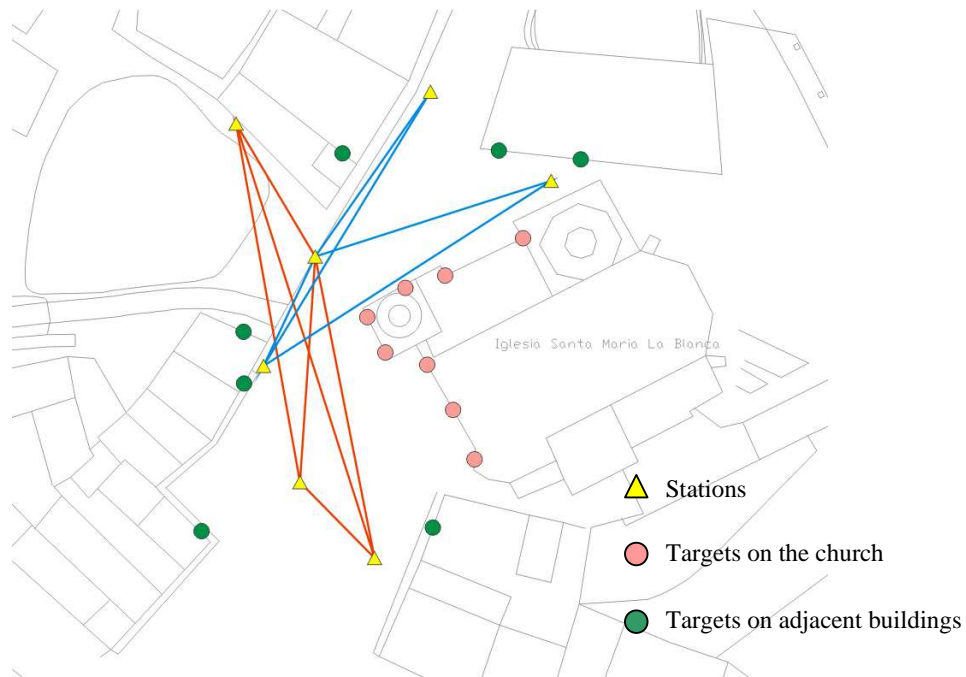 Iglesia Santa Maria La Blanca
Stations
Targets on the church
Targets on adjacent buildings